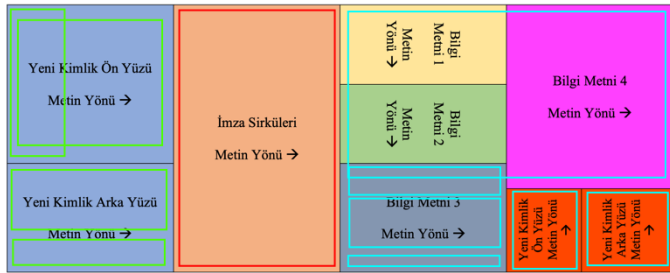 Yeni Kimlik Ön Yüzü
Metin Yönü →
Yeni Kimlik Arka Yüzü
Metin Yönü →
İmza Sirküleri
Metin Yönü →
Bilgi
Metni 1
Metin
Yönü →
Bilgi
Metni 2
Metin
Yönü →
Bilgi Metni 3
Metin Yönü →
Bilgi Metni 4
Metin Yönü →
Yeni Kimlik
Ön Yüzü
Metin Yönü
→
Yeni Kimlik
Arka Yüzü
Metin Yönü
→